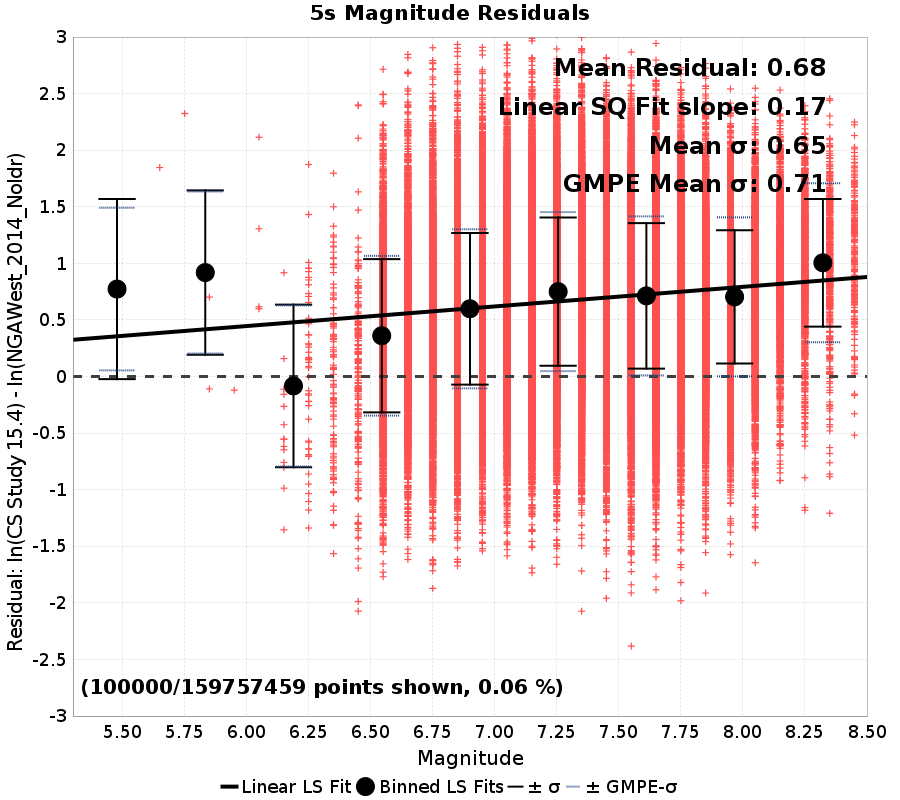 5s Magnitude Residuals
Mean Residual: 0.68
Linear SQ Fit slope: 0.17
Mean σ: 0.65
GMPE Mean σ: 0.71
3
2.5
2
1.5
1
0.5
0
-0.5
-1
-1.5
-2
-2.5
-3
Residual: ln(CS Study 15.4) - ln(NGAWest_2014_NoIdr)
(100000/159757459 points shown, 0.06 %)
5.50 5.75 6.00 6.25 6.50 6.75 7.00 7.25 7.50 7.75 8.00 8.25 8.50
Magnitude
Linear LS Fit Binned LS Fits ± σ ± GMPE-σ